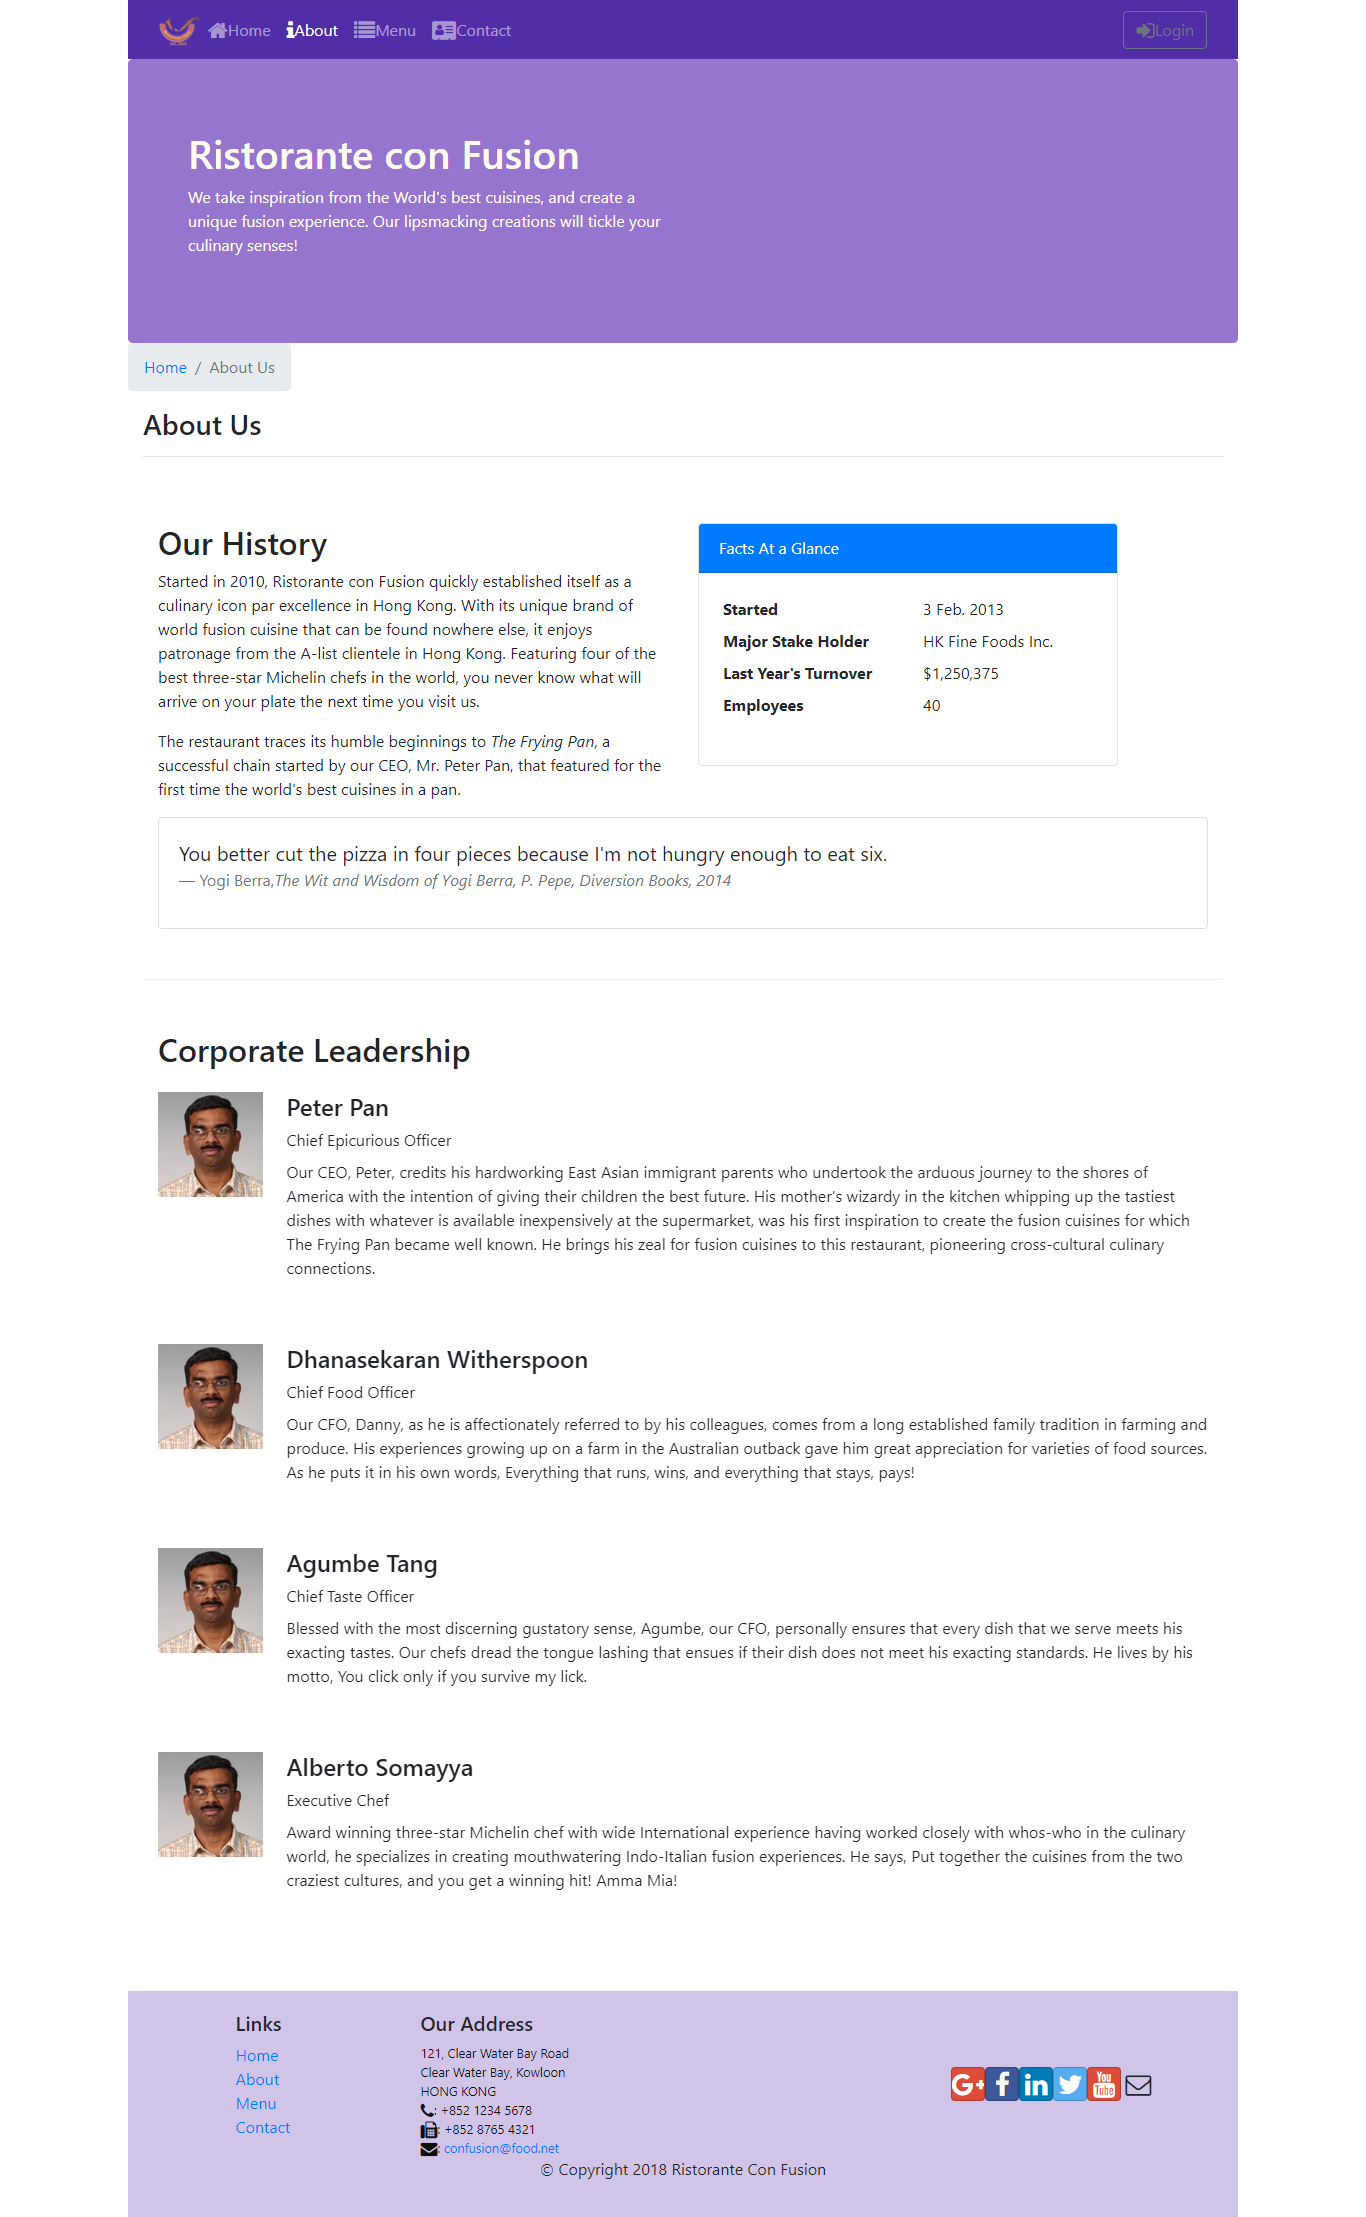 Home About Menu Contact Login
Ristorante con Fusion
We take inspiration from the World's best cuisines, and create a
unique fusion experience. Our lipsmacking creations will tickle your
culinary senses!
Home / About Us
About Us
Our History
Started in 2010, Ristorante con Fusion quickly established itself as a
culinary icon par excellence in Hong Kong. With its unique brand of
world fusion cuisine that can be found nowhere else, it enjoys
patronage from the A-list clientele in Hong Kong. Featuring four of the
best three-star Michelin chefs in the world, you never know what will
arrive on your plate the next time you visit us.
The restaurant traces its humble beginnings to The Frying Pan, a
successful chain started by our CEO, Mr. Peter Pan, that featured for the
first time the world's best cuisines in a pan.
Facts At a Glance
Started 3 Feb. 2013
Major Stake Holder HK Fine Foods Inc.
Last Year's Turnover $1,250,375
Employees 40
You better cut the pizza in four pieces because I'm not hungry enough to eat six.
— Yogi Berra,The Wit and Wisdom of Yogi Berra, P. Pepe, Diversion Books, 2014
Corporate Leadership
Peter Pan
Chief Epicurious Officer
Our CEO, Peter, credits his hardworking East Asian immigrant parents who undertook the arduous journey to the shores of
America with the intention of giving their children the best future. His mother's wizardy in the kitchen whipping up the tastiest
dishes with whatever is available inexpensively at the supermarket, was his first inspiration to create the fusion cuisines for which
The Frying Pan became well known. He brings his zeal for fusion cuisines to this restaurant, pioneering cross-cultural culinary
connections.
Dhanasekaran Witherspoon
Chief Food Officer
Our CFO, Danny, as he is affectionately referred to by his colleagues, comes from a long established family tradition in farming and
produce. His experiences growing up on a farm in the Australian outback gave him great appreciation for varieties of food sources.
As he puts it in his own words, Everything that runs, wins, and everything that stays, pays!
Agumbe Tang
Chief Taste Officer
Blessed with the most discerning gustatory sense, Agumbe, our CFO, personally ensures that every dish that we serve meets his
exacting tastes. Our chefs dread the tongue lashing that ensues if their dish does not meet his exacting standards. He lives by his
motto, You click only if you survive my lick.
Alberto Somayya
Executive Chef
Award winning three-star Michelin chef with wide International experience having worked closely with whos-who in the culinary
world, he specializes in creating mouthwatering Indo-Italian fusion experiences. He says, Put together the cuisines from the two
craziest cultures, and you get a winning hit! Amma Mia!
Links
Home
About
Menu
Contact
Our Address
121, Clear Water Bay Road
Clear Water Bay, Kowloon
HONG KONG
: +852 1234 5678
: +852 8765 4321
: confusion@food.net
G+ f in You Tube
© Copyright 2018 Ristorante Con Fusion